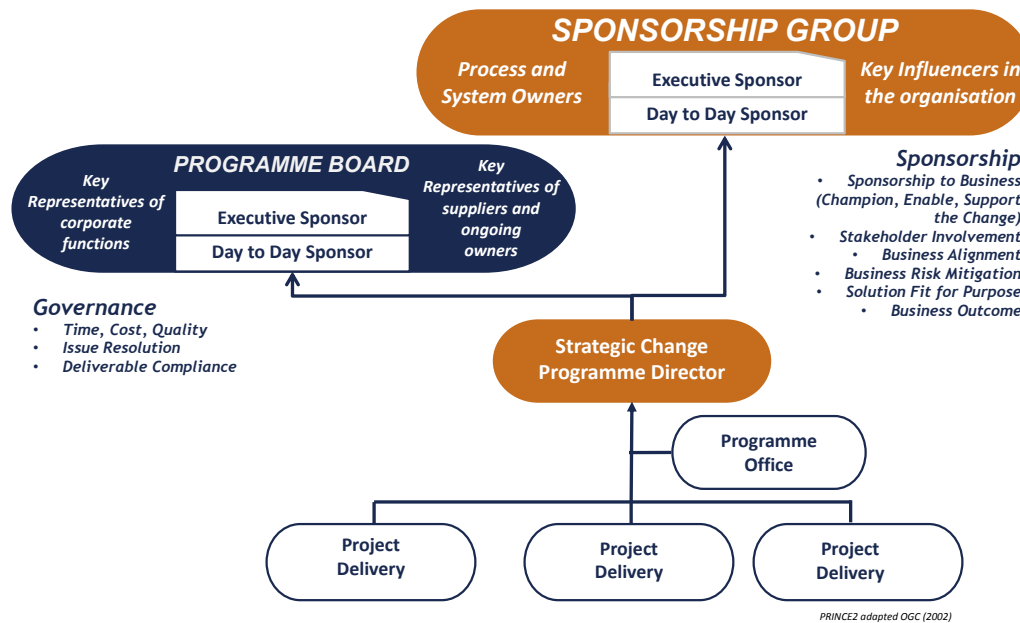 SPONSORSHIP GROUP
Process and
System Owners
Executive Sponsor
Day to Day Sponsor
Key Influencers in
the organisation
PROGRAMME BOARD
Key
Representatives of
corporate
functions
Executive Sponsor
Day to Day Sponsor
Key
Representatives of
suppliers and
ongoing
owners
Sponsorship
• Sponsorship to Business
(Champion, Enable, Support
the Change)
• Stakeholder Involvement
• Business Alignment
• Business Risk Mitigation
• Solution Fit for Purpose
• Business Outcome
Governance
• Time, Cost, Quality
• Issue Resolution
• Deliverable Compliance
Strategic Change
Programme Director
Programme
Office
Project
Delivery
Project
Delivery
Project
Delivery
PRINCE2 adapted OGC (2002)